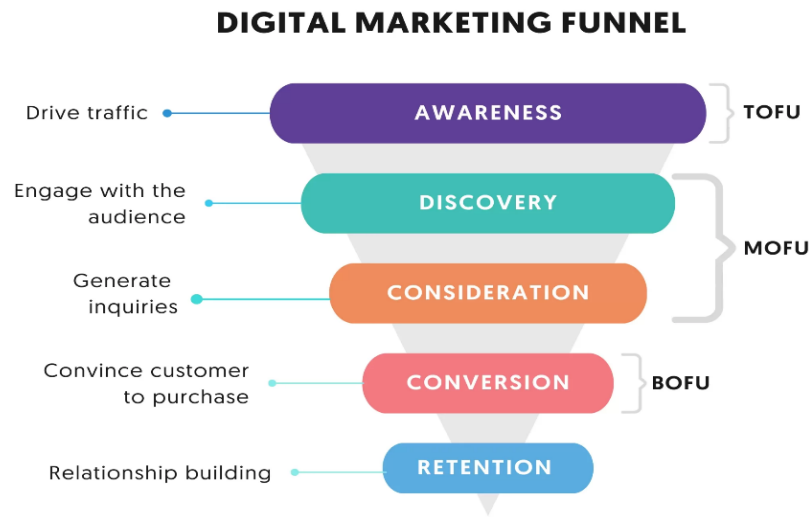 DIGITAL MARKETING FUNNEL
Drive traffic
AWARENESS
TOFU
Engage with the
audience
DISCOVERY
MOFU
Generate
inquiries
CONSIDERATION
Convince customer
to purchase
CONVERSION
BOFU
Relationship building
RETENTION